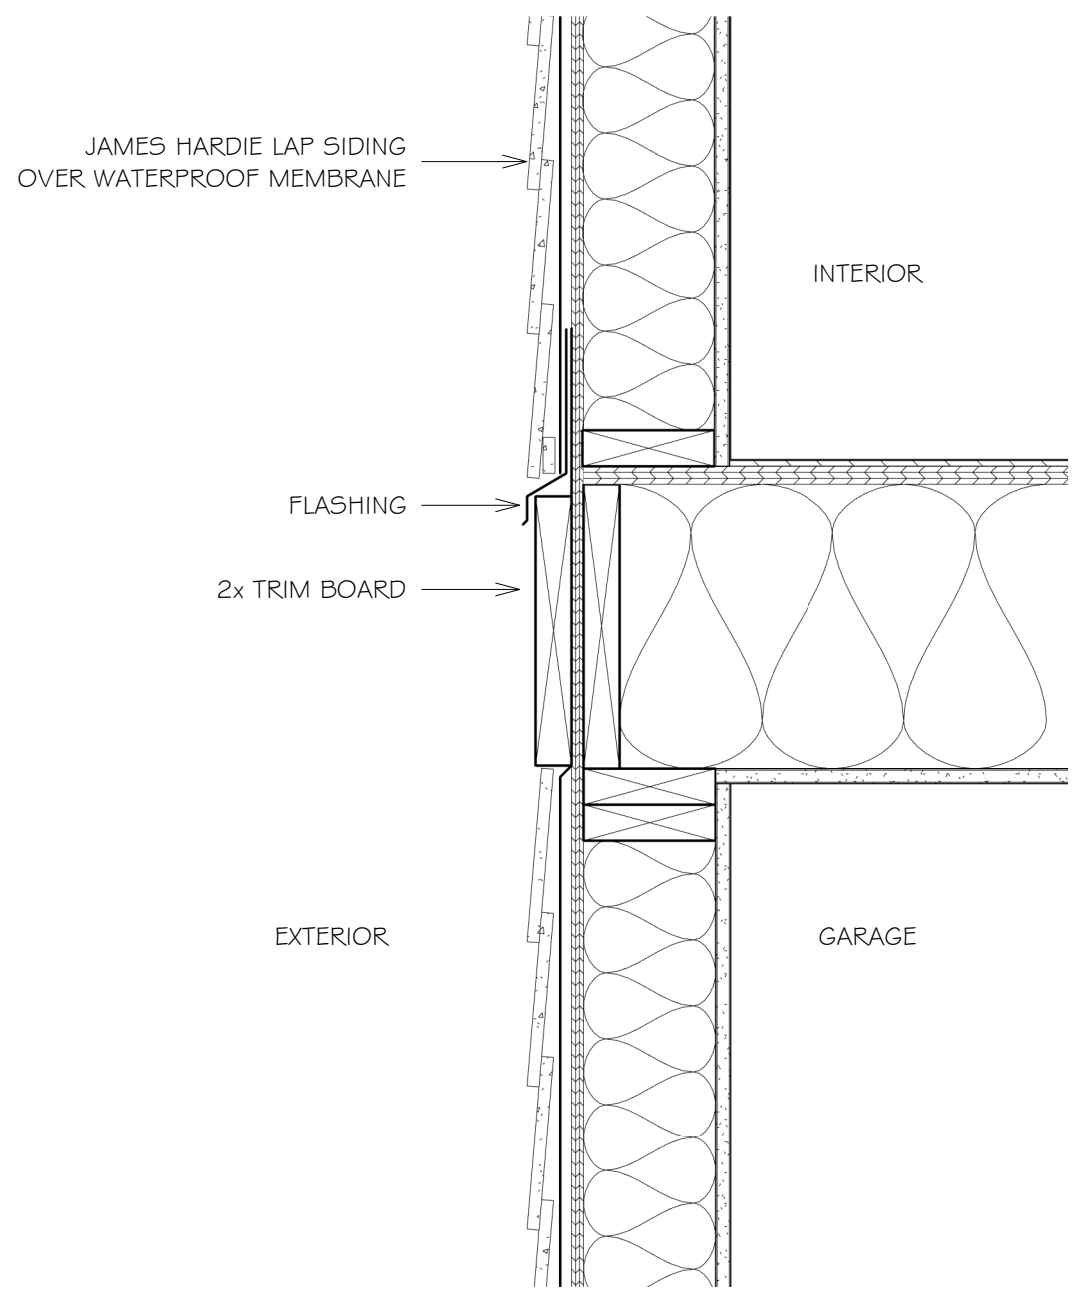 JAMES HARDIE LAP SIDING
OVER WATERPROOF MEMBRANE
INTERIOR
FLASHING
2x TRIM BOARD
EXTERIOR
GARAGE